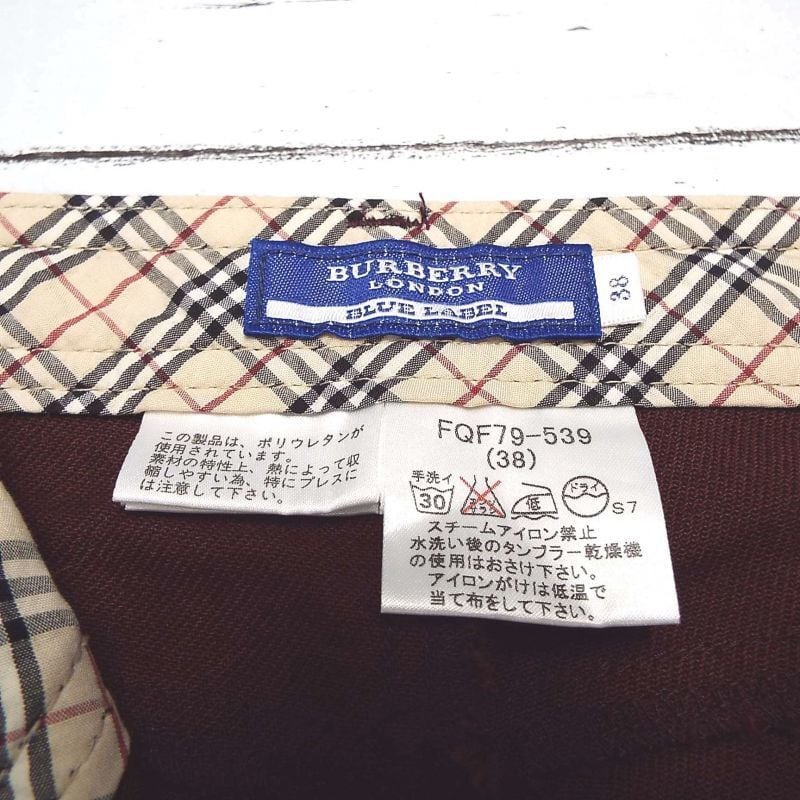 BURBERRY
LONDON
BLUE LABEL
38
この製品は、ポリウレタンが
使用されています。
素材の特性上、熱によって収
縮しやすい為、特にプレスに
は注意して下さい。
FQF79-539
(38)
手洗イ
30
エンソサラシ
低
ドライ
S7
スチームアイロン禁止
水洗い後のタンブラー乾燥機
の使用はおさけ下さい。
アイロンがけは低温で
当て布をして下さい。